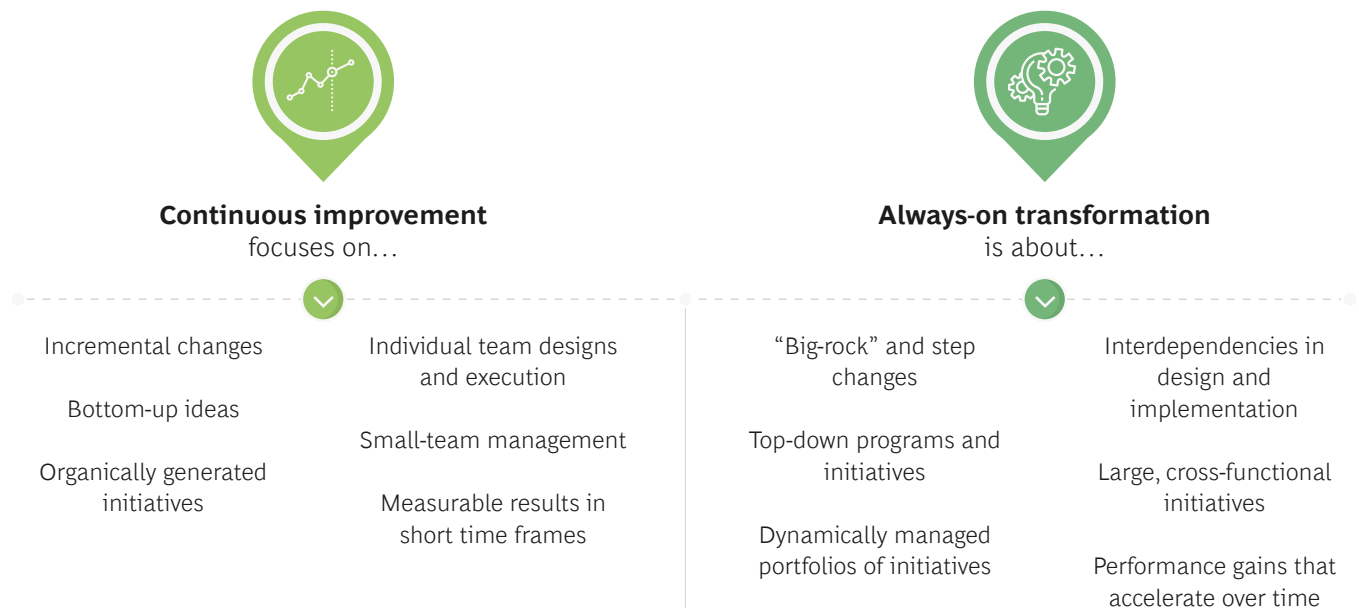 Continuous improvement
focuses on…
Incremental changes
Bottom-up ideas
Organically generated
initiatives
Individual team designs
and execution
Small-team management
Measurable results in
short time frames
Always-on transformation
is about…
“Big-rock” and step
changes
Top-down programs and
initiatives
Dynamically managed
portfolios of initiatives
Interdependencies in
design and
implementation
Large, cross-functional
initiatives
Performance gains that
accelerate over time